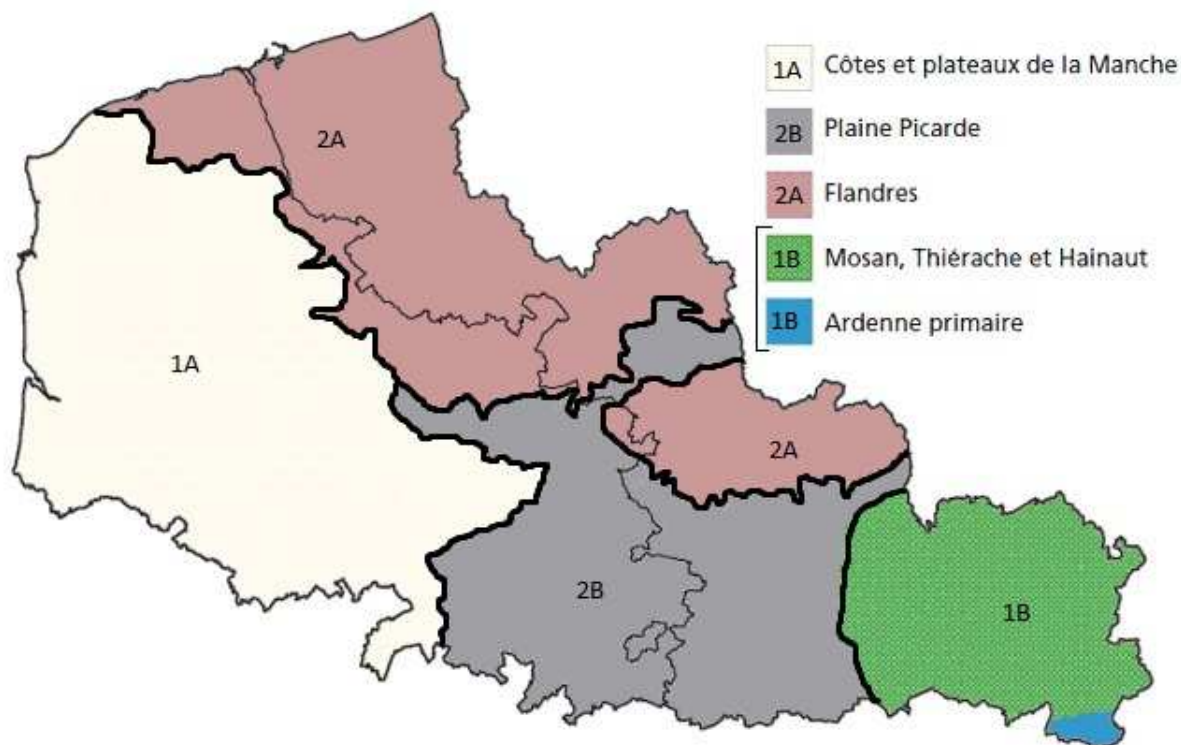 1A Côtes et plateaux de la Manche
2B Plaine Picarde
2A Flandres
1B Mosan, Thiérache et Hainaut
1B Ardenne primaire
2A
1A
2A
2B
1B